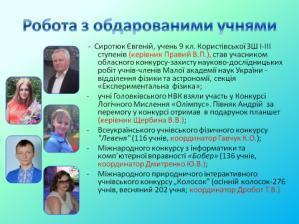 Робота з обдарованими учнями
- Сиротюк Євгеній, учень 9 кл. Користівської ЗШ І-ІІІ
ступенів (керівник Правий В.П.), став учасником
обласного конкурсу-захисту науково-дослідницьких
робіт учнів-членів Малої академії наук України -
відділення фізики та астрономії, секція
«Експериментальна фізика»;
- учні Головківського НВК взяли участь у Конкурсі
Логічного Мислення «Олімпус». Півняк Андрій за
перемогу у конкурсі отримав в подарунок планшет
(керівник Щербина В.В.);
- Всеукраїнського учнівського фізичного конкурсу
"Левеня" (116 учнів, координатор Гавчук К.О.);
- Міжнародного конкурсу з інформатики та
комп'ютерної вправності «Бобер» (136 учнів,
координатор Дмитренко Ю.В.);
- Міжнародного природничого інтерактивного
учнівського конкурсу „Колосок" (осінній колосок-276
учнів, весняний 202 учня; координатор Дробот Т.В.)